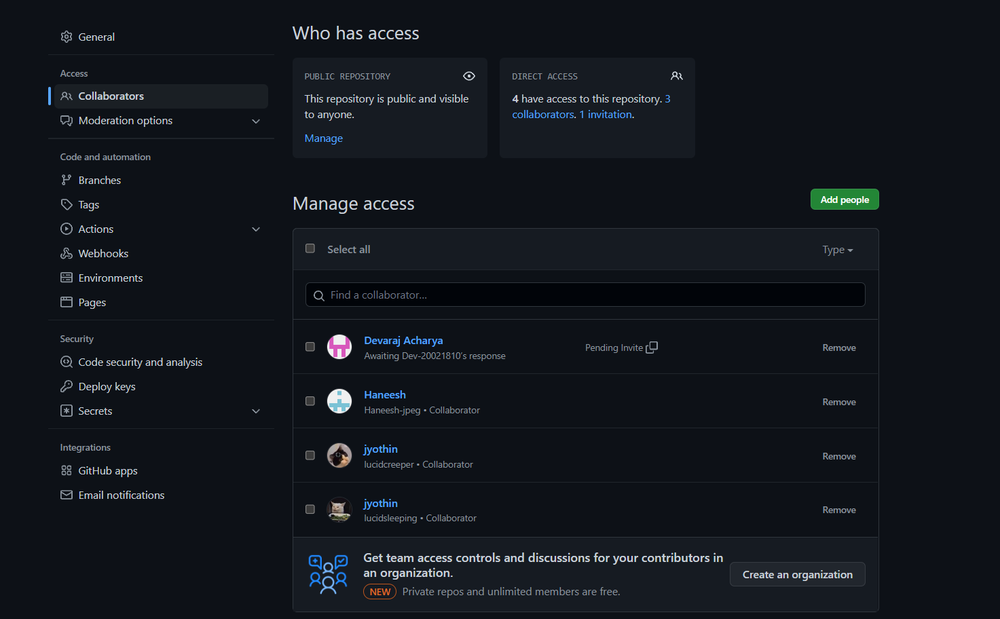 General
Access
Collaborators
Moderation options
Code and automation
Branches
Tags
Actions
Webhooks
Environments
Pages
Security
Code security and analysis
Deploy keys
Secrets
Integrations
GitHub apps
Email notifications
Who has access
PUBLIC REPOSITORY
This repository is public and visible
to anyone.
Manage
DIRECT ACCESS
4 have access to this repository. 3
collaborators. 1 invitation.
Manage access
Add people
Select all
Type
Find a collaborator...
Devaraj Acharya
Awaiting Dev-20021810’s response
Pending Invite
Remove
Haneesh
Haneesh-jpeg • Collaborator
Remove
jyothin
lucidcreeper • Collaborator
Remove
jyothin
lucidsleeping • Collaborator
Remove
Get team access controls and discussions for your contributors in
an organization.
NEW Private repos and unlimited members are free.
Create an organization